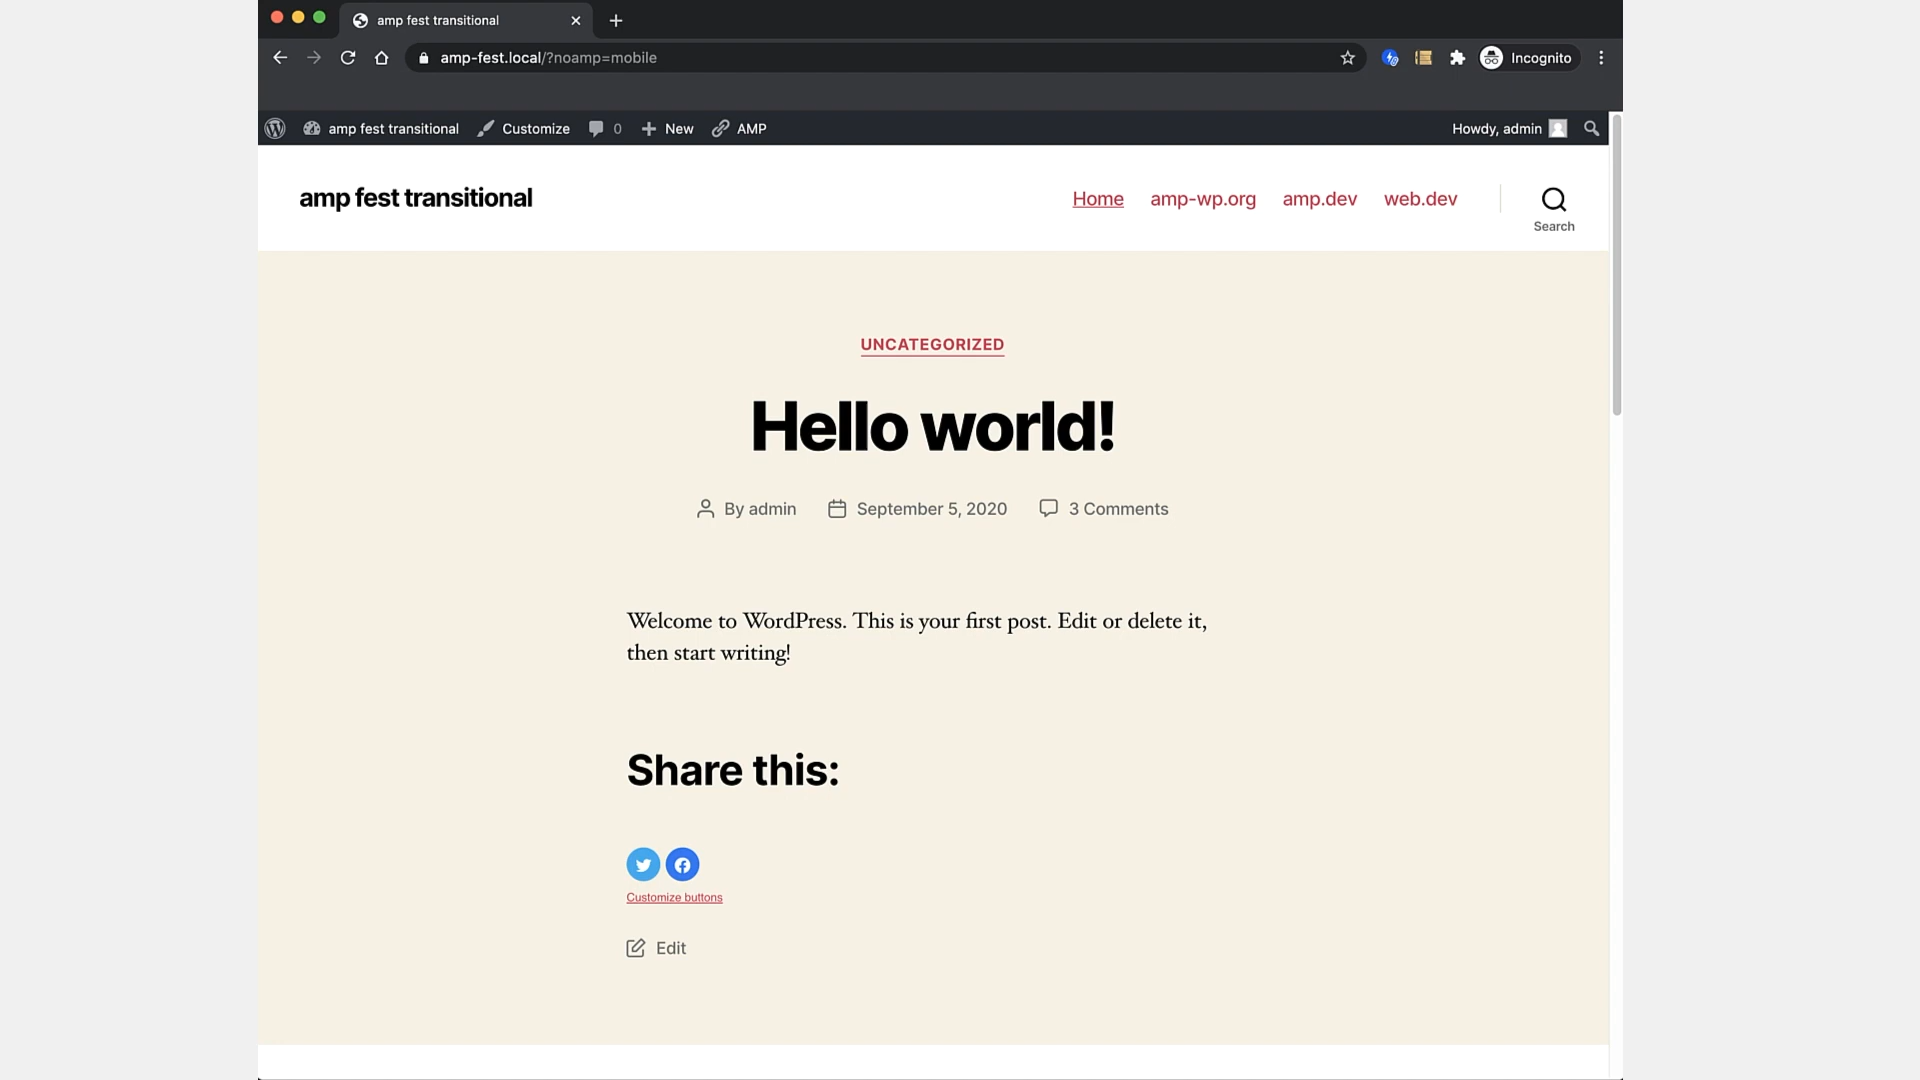 amp fest transitional
amp-fest.local/?noamp=mobile
Incognito
amp fest transitional Customize 0 New AMP Howdy, admin
amp fest transitional
Home amp-wp.org amp.dev web.dev
Search
UNCATEGORIZED
Hello world!
By admin September 5, 2020 3 Comments
Welcome to WordPress. This is your first post. Edit or delete it,
then start writing!
Share this:
Customize buttons
Edit